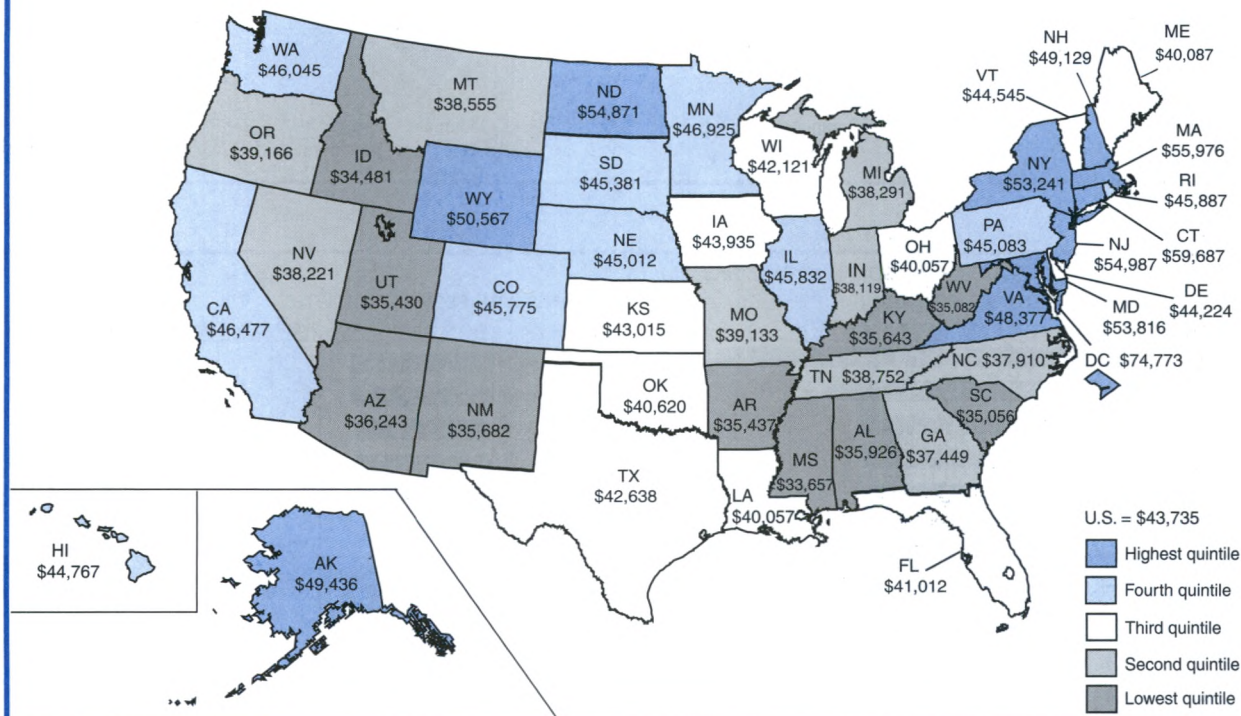 WA
$46,045
MT
$38,555
ND
$54,871
MN
$46,925
VT
$44,545
NH
$49,129
ME
$40,087
OR
$39,166
ID
$34,481
WY
$50,567
SD
$45,381
WI
$42,121
MI
$38,291
NY
$53,241
MA
$55,976
RI
$45,887
CT
$59,687
NJ
$54,987
DE
$44,224
MD
$53,816
DC $74,773
CA
$46,477
NV
$38,221
UT
$35,430
CO
$45,775
NE
$45,012
IA
$43,935
IL
$45,832
IN
$38,119
OH
$40,057
PA
$45,083
WV
$35,082
VA
$48,377
KS
$43,015
MO
$39,133
KY
$35,643
NC $37,910
TN $38,752
SC
$35,056
AZ
$36,243
NM
$35,682
OK
$40,620
AR
$35,437
MS
$33,657
AL
$35,926
GA
$37,449
TX
$42,638
LA
$40,057
FL
$41,012
HI
$44,767
AK
$49,436
U.S. = $43,735
Highest quintile
Fourth quintile
Third quintile
Second quintile
Lowest quintile